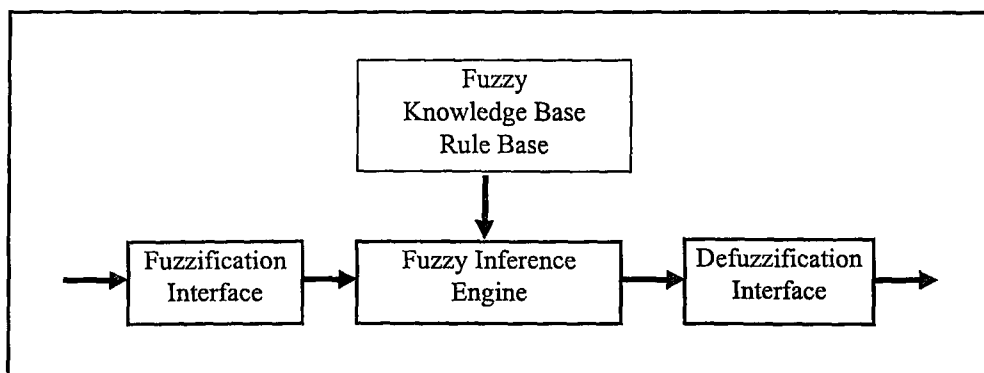 Fuzzy
Knowledge Base
Rule Base
Fuzzification
Interface
Fuzzy Inference
Engine
Defuzzification
Interface